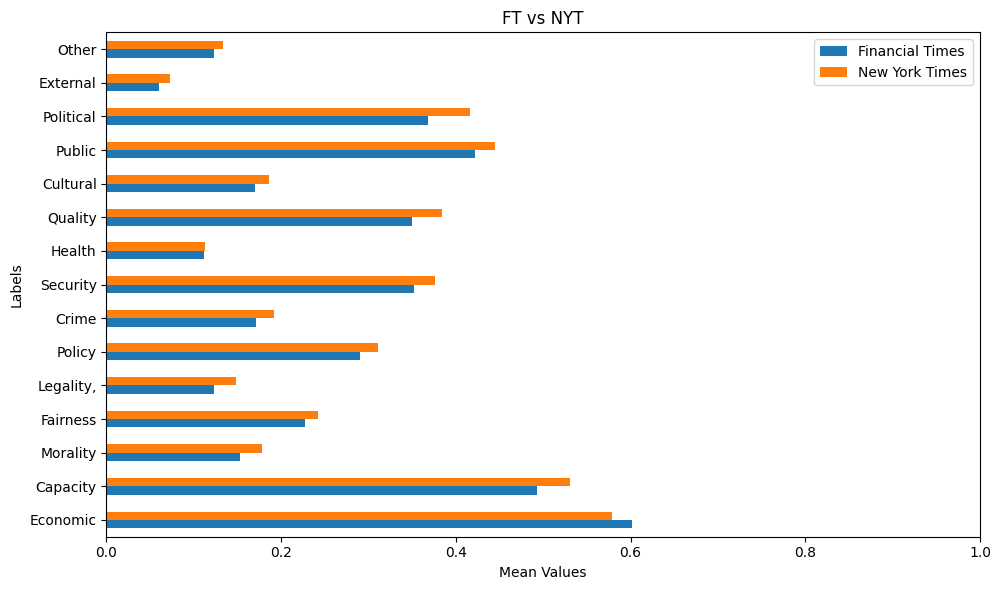 FT vs NYT
Financial Times
New York Times
Labels
Other
External
Political
Public
Cultural
Quality
Health
Security
Crime
Policy
Legality,
Fairness
Morality
Capacity
Economic
0.0 0.2 0.4 0.6 0.8 1.0
Mean Values